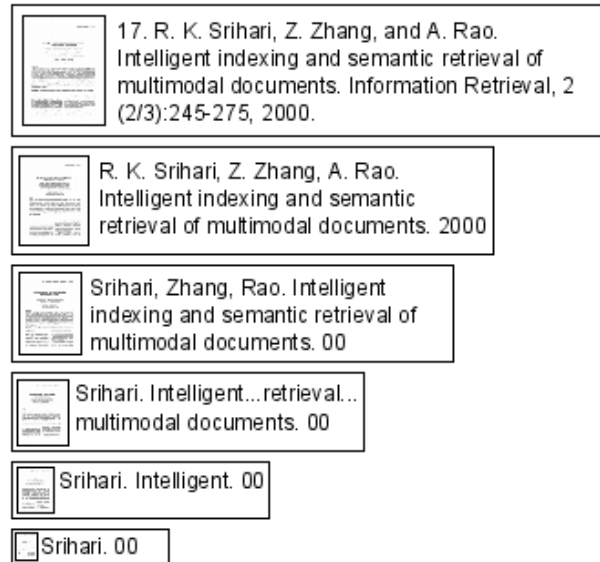 17. R. K. Srihari, Z. Zhang, and A. Rao.
Intelligent indexing and semantic retrieval of
multimodal documents. Information Retrieval, 2
(2/3):245-275, 2000.
R. K. Srihari, Z. Zhang, A. Rao.
Intelligent indexing and semantic
retrieval of multimodal documents. 2000
Srihari, Zhang, Rao. Intelligent
indexing and semantic retrieval of
multimodal documents. 00
Srihari. Intelligent...retrieval...
multimodal documents. 00
Srihari. Intelligent. 00
Srihari. 00